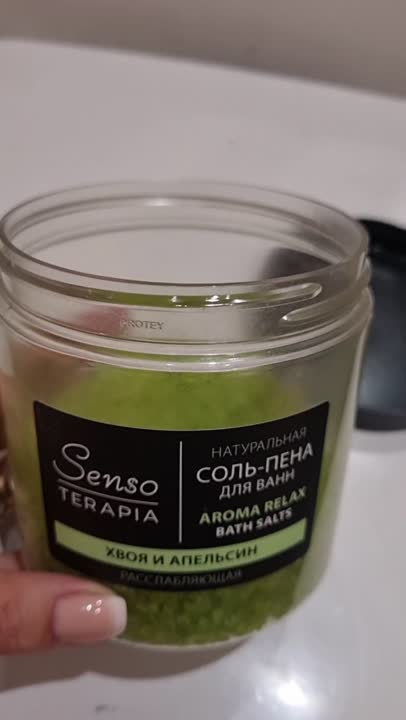 PROTEY
Senso
TERAPIA
НАТУРАЛЬНАЯ
СОЛЬ-ПЕНА
ДЛЯ ВАНН
AROMA RELAX
BATH SALTS
ХВОЯ И АПЕЛЬСИН
РАССЛАБЛЯЮЩАЯ